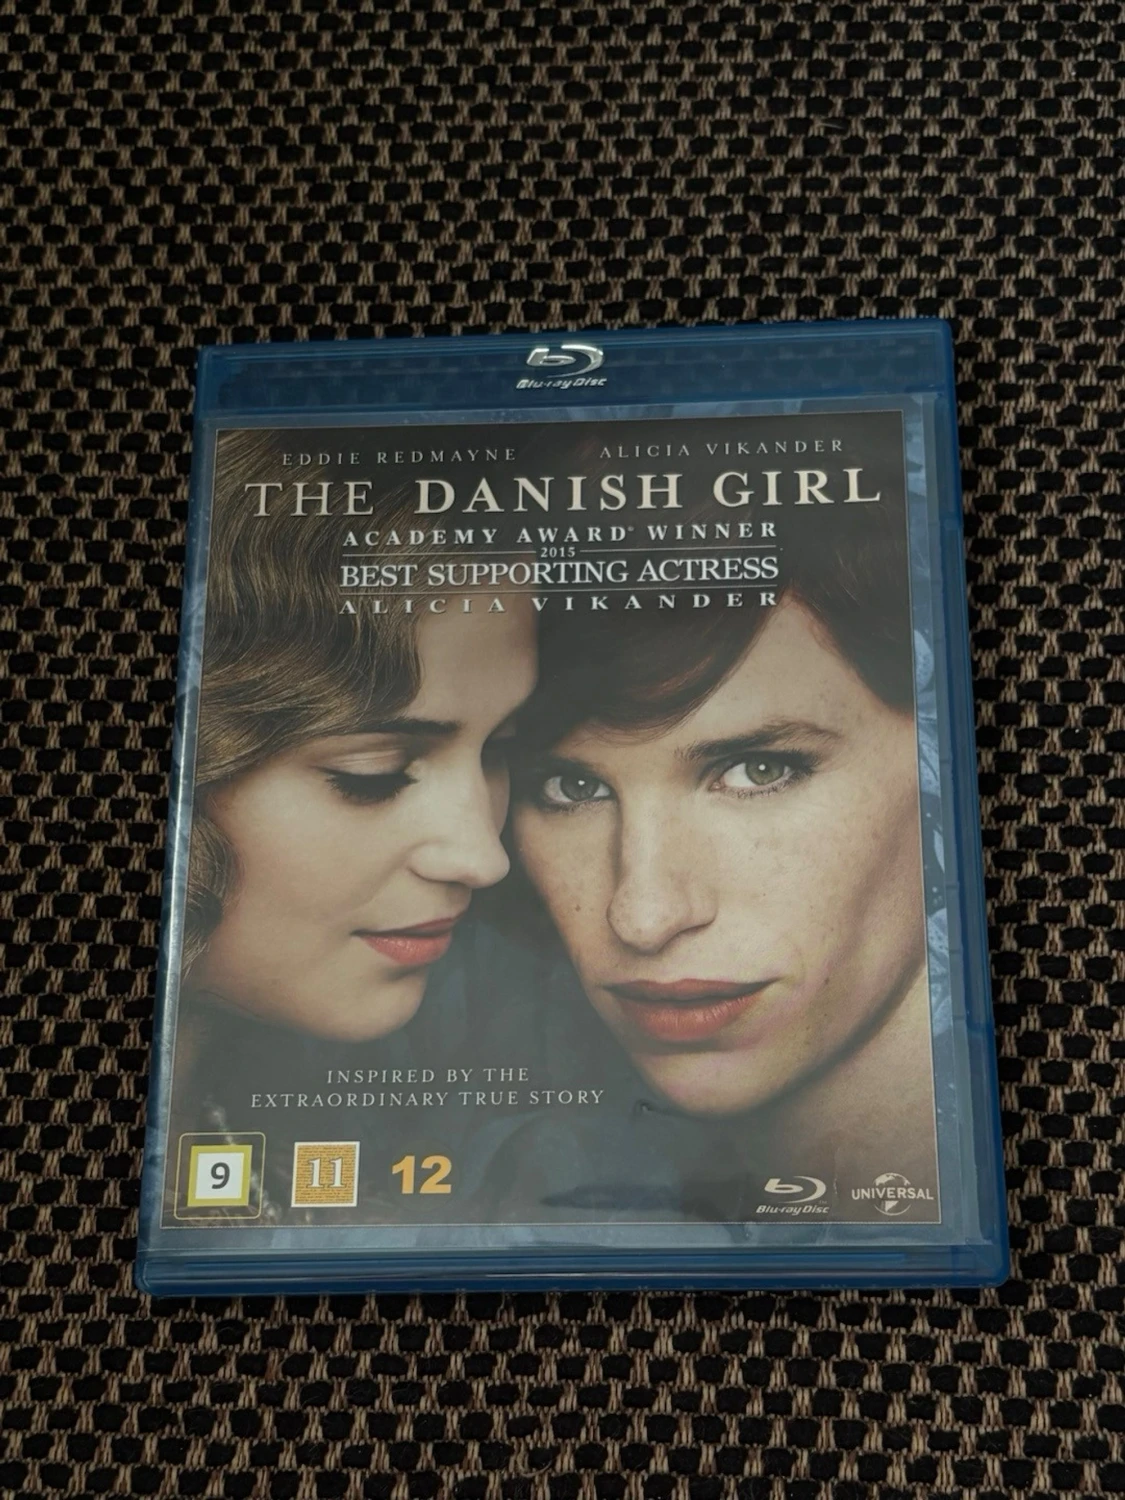 Blu-ray Disc
EDDIE REDMAYNE ALICIA VIKANDER
THE DANISH GIRL
ACADEMY AWARD® WINNER
2015
BEST SUPPORTING ACTRESS
ALICIA VIKANDER
INSPIRED BY THE
EXTRAORDINARY TRUE STORY
9 11 12
Blu-ray Disc UNIVERSAL